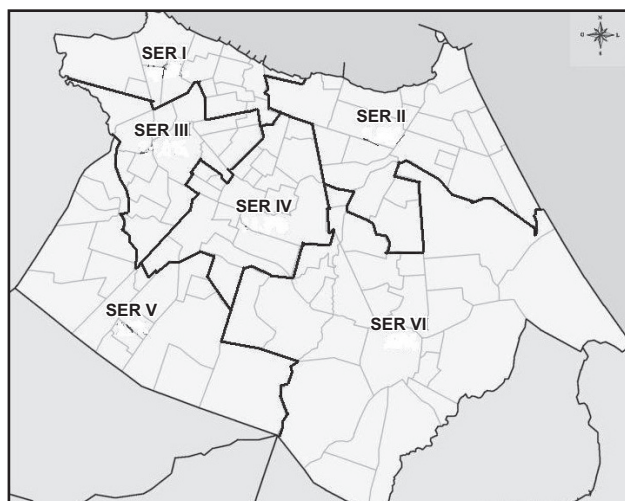 N
O L
S
SER I
SER II
SER III
SER IV
SER V
SER VI